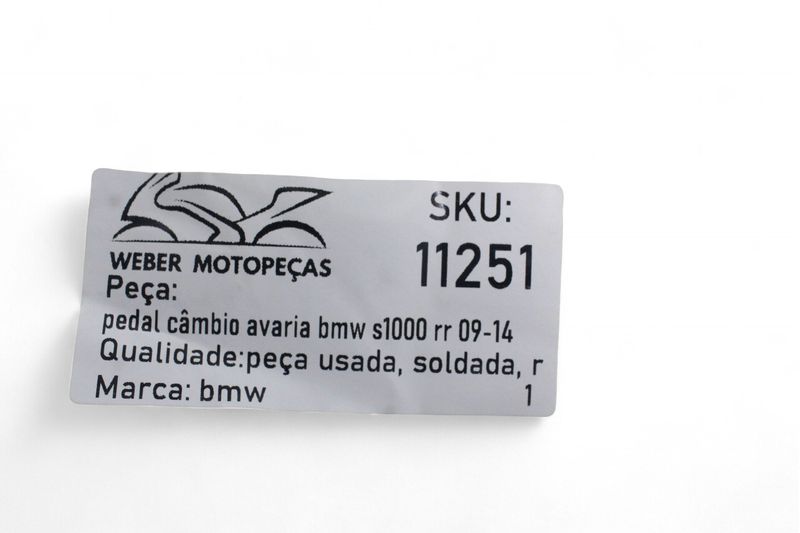 WEBER MOTOPEÇAS
SKU:
11251
Peça:
pedal câmbio avaria bmw s1000 rr 09-14
Qualidade:peça usada, soldada, r
Marca: bmw
1